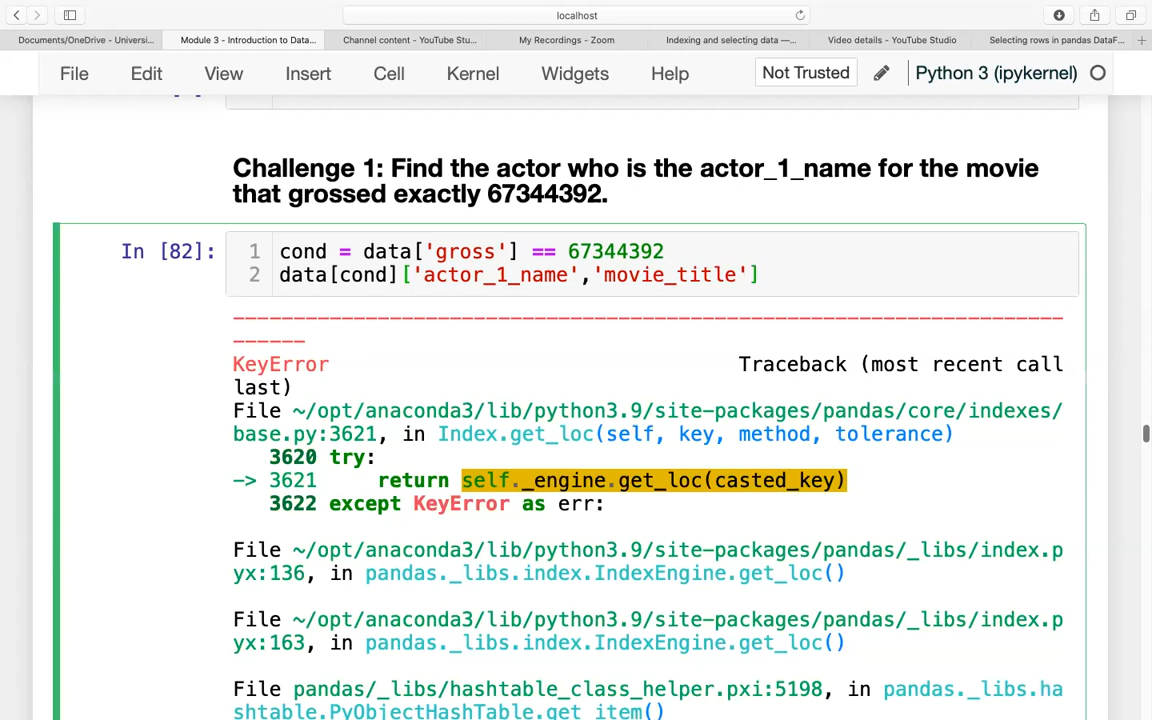 localhost
Documents/OneDrive - Universi... Module 3 - Introduction to Data... Channel content - YouTube Stu... My Recordings - Zoom Indexing and selecting data —... Video details - YouTube Studio Selecting rows in pandas DataF...
File Edit View Insert Cell Kernel Widgets Help Not Trusted Python 3 (ipykernel)
Challenge 1: Find the actor who is the actor_1_name for the movie
that grossed exactly 67344392.
In [82]: 1 cond = data['gross'] == 67344392
2 data[cond]['actor_1_name','movie_title']
---------------------------------------------------------------------
------
KeyError Traceback (most recent call
last)
File ~/opt/anaconda3/lib/python3.9/site-packages/pandas/core/indexes/
base.py:3621, in Index.get_loc(self, key, method, tolerance)
3620 try:
-> 3621 return self._engine.get_loc(casted_key)
3622 except KeyError as err:
File ~/opt/anaconda3/lib/python3.9/site-packages/pandas/_libs/index.p
yx:136, in pandas._libs.index.IndexEngine.get_loc()
File ~/opt/anaconda3/lib/python3.9/site-packages/pandas/_libs/index.p
yx:163, in pandas._libs.index.IndexEngine.get_loc()
File pandas/_libs/hashtable_class_helper.pxi:5198, in pandas._libs.ha
shtable.PyObjectHashTable.get_item()